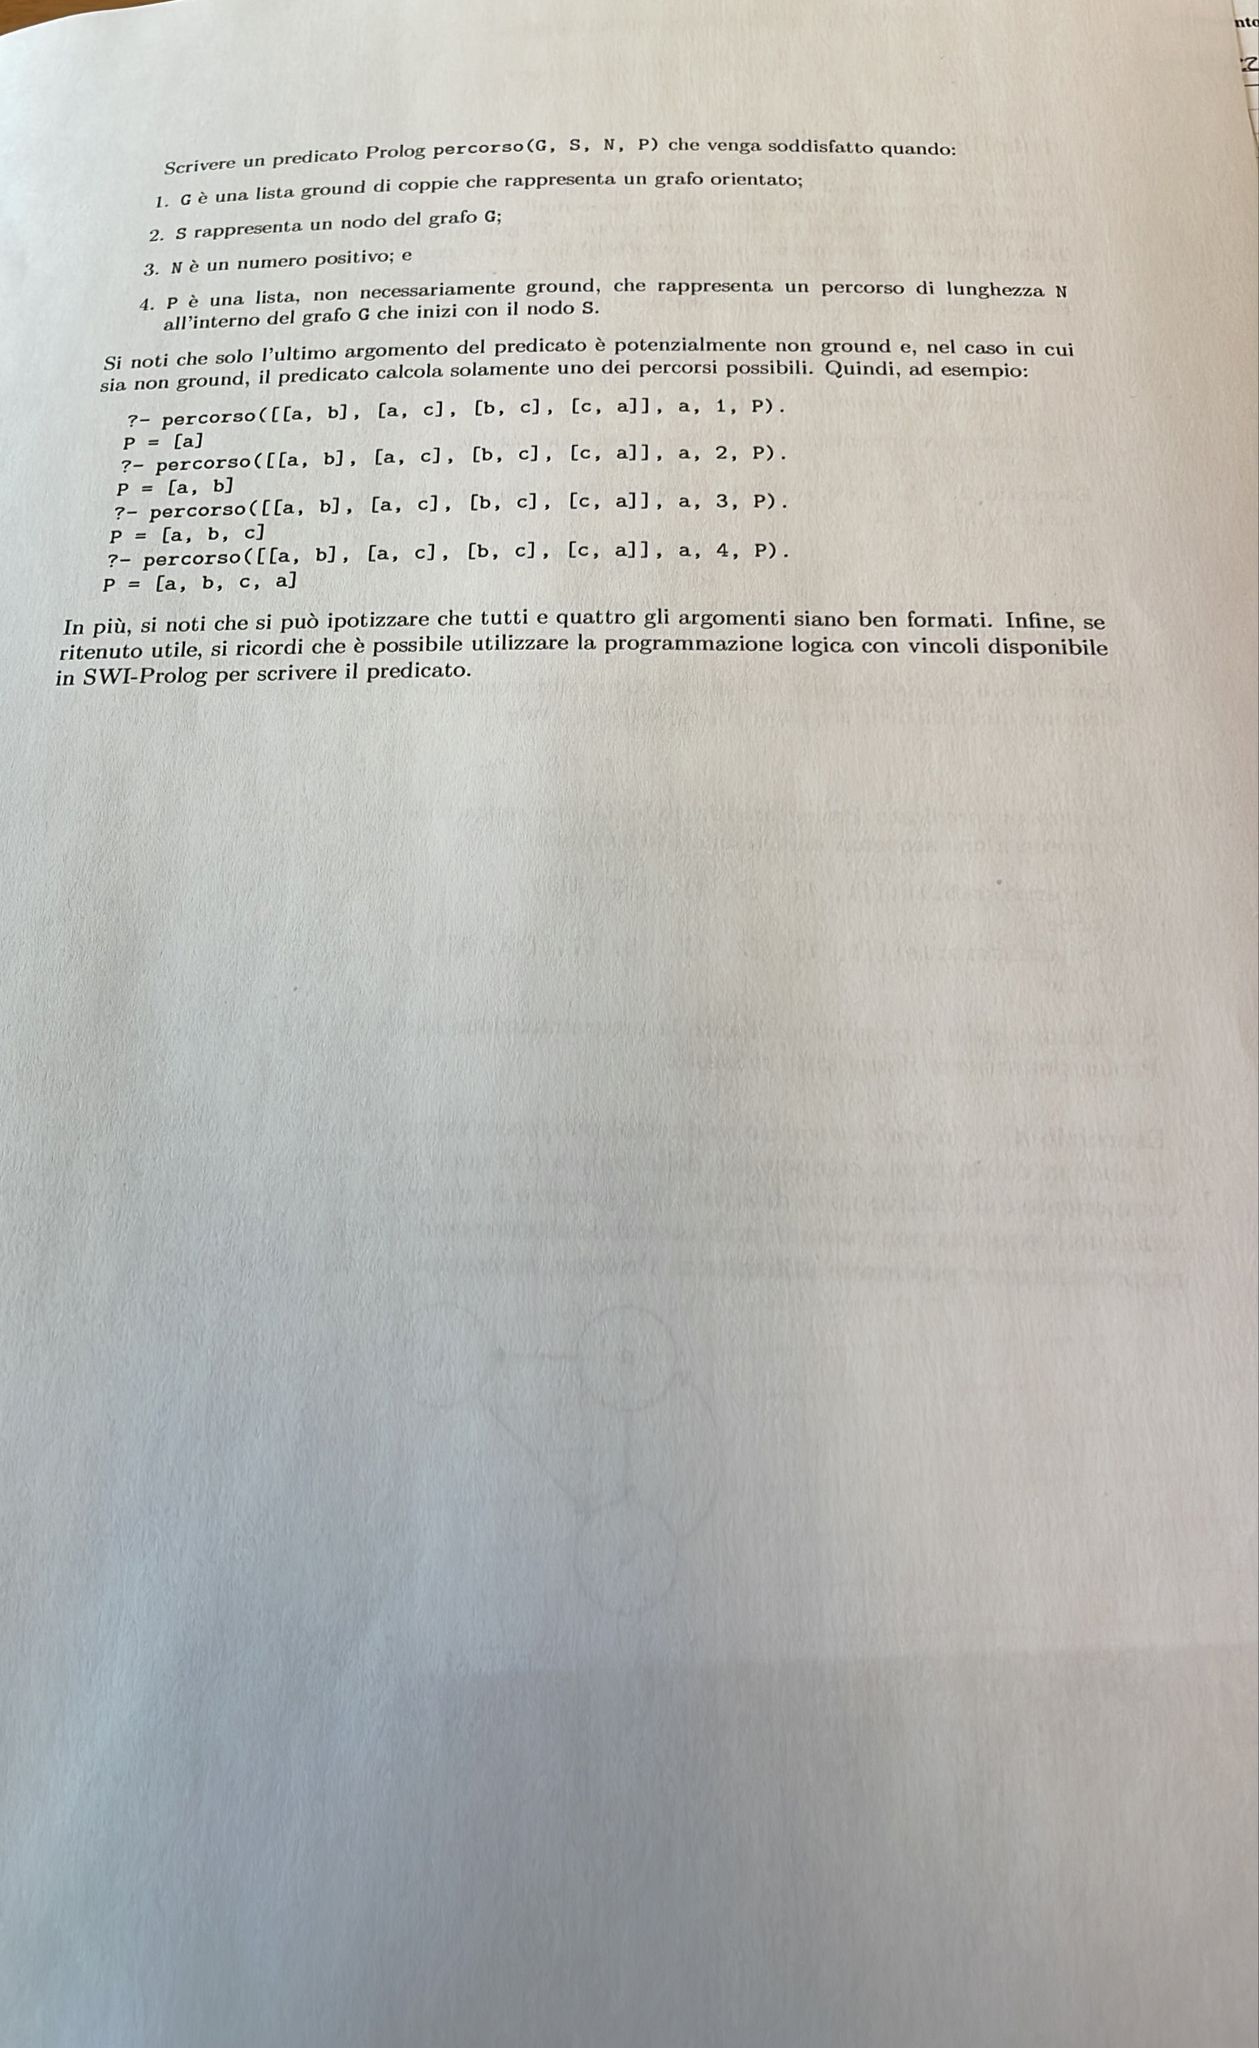 Scrivere un predicato Prolog percorso(G, S, N, P) che venga soddisfatto quando:
1. G è una lista ground di coppie che rappresenta un grafo orientato;
2. S rappresenta un nodo del grafo G;
3. N è un numero positivo; e
4. P è una lista, non necessariamente ground, che rappresenta un percorso di lunghezza N
all'interno del grafo G che inizi con il nodo S.
Si noti che solo l'ultimo argomento del predicato è potenzialmente non ground e, nel caso in cui
sia non ground, il predicato calcola solamente uno dei percorsi possibili. Quindi, ad esempio:
?- percorso([[a, b], [a, c], [b, c], [c, a]], a, 1, P).
P = [a]
?- percorso([[a, b], [a, c], [b, c], [c, a]], a, 2, P).
P = [a, b]
?- percorso([[a, b], [a, c], [b, c], [c, a]], a, 3, P).
P = [a, b, c]
?- percorso([[a, b], [a, c], [b, c], [c, a]], a, 4, P).
P = [a, b, c, a]
In più, si noti che si può ipotizzare che tutti e quattro gli argomenti siano ben formati. Infine, se
ritenuto utile, si ricordi che è possibile utilizzare la programmazione logica con vincoli disponibile
in SWI-Prolog per scrivere il predicato.